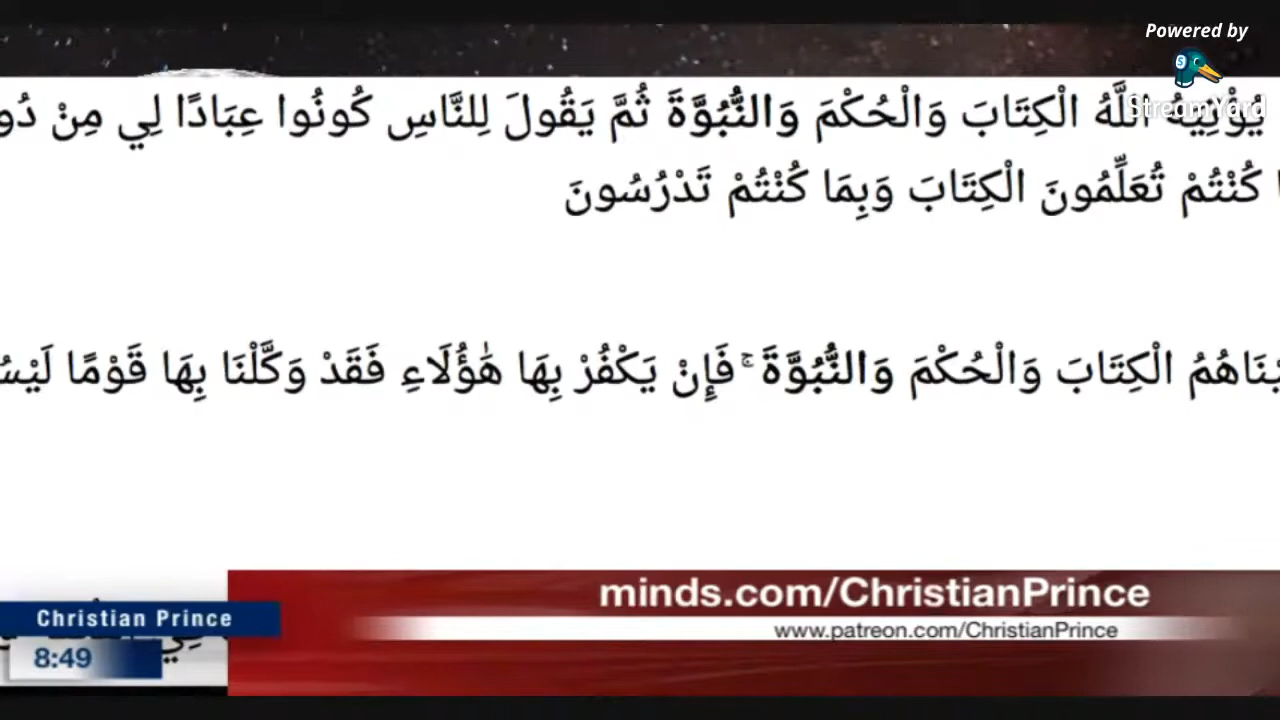 Powered by
StreamYard
يُؤْتِيَهُ اللَّهُ الْكِتَابَ وَالْحُكْمَ وَالنُّبُوَّةَ ثُمَّ يَقُولَ لِلنَّاسِ كُونُوا عِبَادًا لِي مِنْ
كُنْتُمْ تُعَلِّمُونَ الْكِتَابَ وَبِمَا كُنْتُمْ تَدْرُسُونَ
الْكِتَابَ وَالْحُكْمَ وَالنُّبُوَّةَ ۚ فَإِنْ يَكْفُرْ بِهَا هَٰؤُلَاءِ فَقَدْ وَكَّلْنَا بِهَا قَوْمًا
minds.com/ChristianPrince
Christian Prince
www.patreon.com/ChristianPrince
8:49